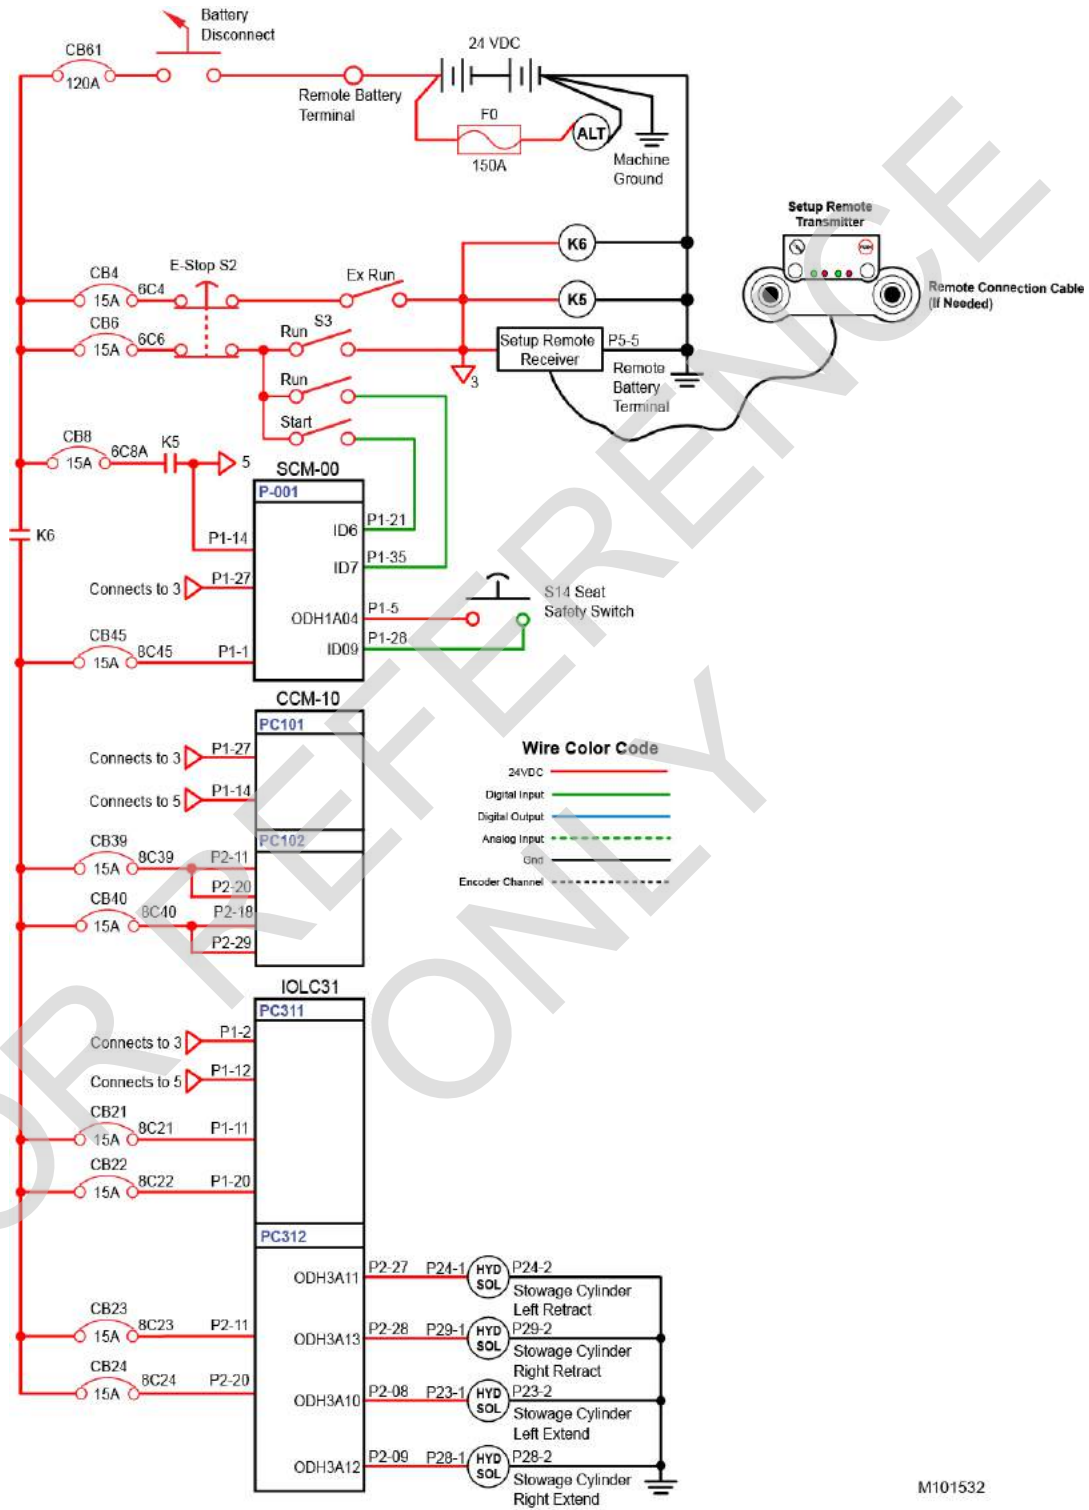 Battery
Disconnect
CB61
120A
24 VDC
Remote Battery
Terminal
F0
150A
ALT
Machine
Ground
Setup Remote
Transmitter
PUSH
Remote Connection Cable
(If Needed)
K6
CB4
15A
6C4
E-Stop S2
Ex Run
K5
CB6
15A
6C6
Run
S3
Setup Remote
Receiver
P5-5
3
Remote
Battery
Terminal
Run
Start
CB8
15A
6C8A
K5
5
SCM-00
P-001
K6
P1-14
ID6
P1-21
ID7
P1-35
Connects to 3
P1-27
ODH1A04
P1-5
S14 Seat
Safety Switch
CB45
15A
8C45
P1-1
ID09
P1-28
CCM-10
PC101
Connects to 3
P1-27
Connects to 5
P1-14
PC102
CB39
15A
8C39
P2-11
P2-20
CB40
15A
8C40
P2-18
P2-29
Wire Color Code
24VDC
Digital Input
Digital Output
Analog Input
Gnd
Encoder Channel
IOLC31
PC311
Connects to 3
P1-2
Connects to 5
P1-12
CB21
15A
8C21
P1-11
CB22
15A
8C22
P1-20
PC312
ODH3A11
P2-27
P24-1
HYD
SOL
P24-2
Stowage Cylinder
Left Retract
CB23
15A
8C23
P2-11
ODH3A13
P2-28
P29-1
HYD
SOL
P29-2
Stowage Cylinder
Right Retract
CB24
15A
8C24
P2-20
ODH3A10
P2-08
P23-1
HYD
SOL
P23-2
Stowage Cylinder
Left Extend
ODH3A12
P2-09
P28-1
HYD
SOL
P28-2
Stowage Cylinder
Right Extend
M101532
OR REFERENCE
ONLY